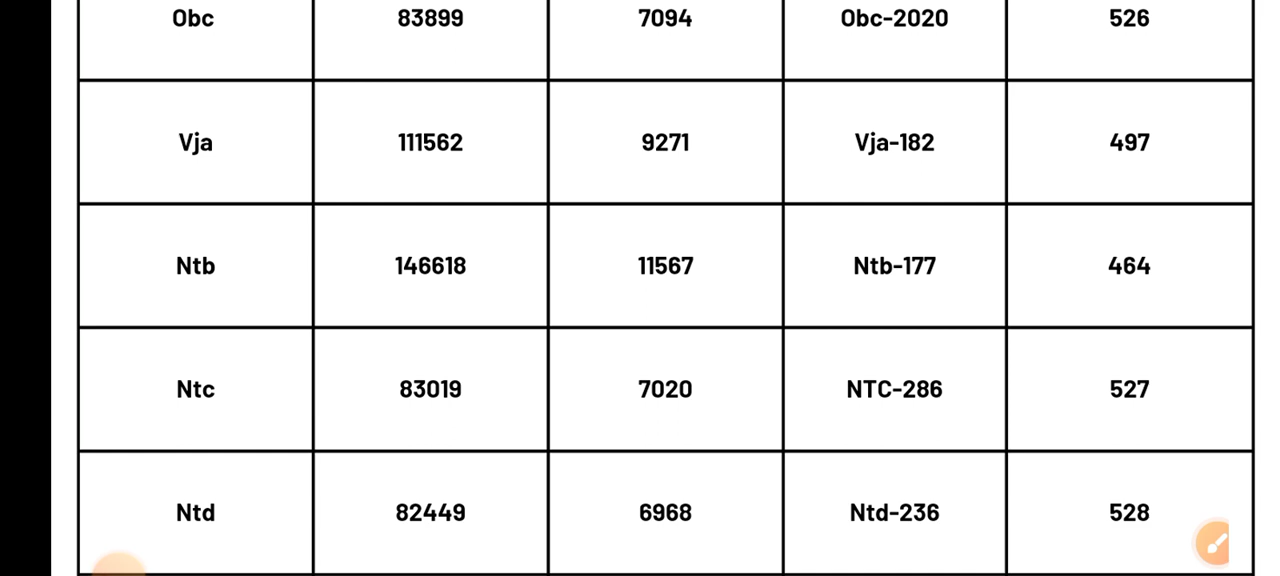 Obc 83899 7094 Obc-2020 526
Vja 111562 9271 Vja-182 497
Ntb 146618 11567 Ntb-177 464
Ntc 83019 7020 NTC-286 527
Ntd 82449 6968 Ntd-236 528